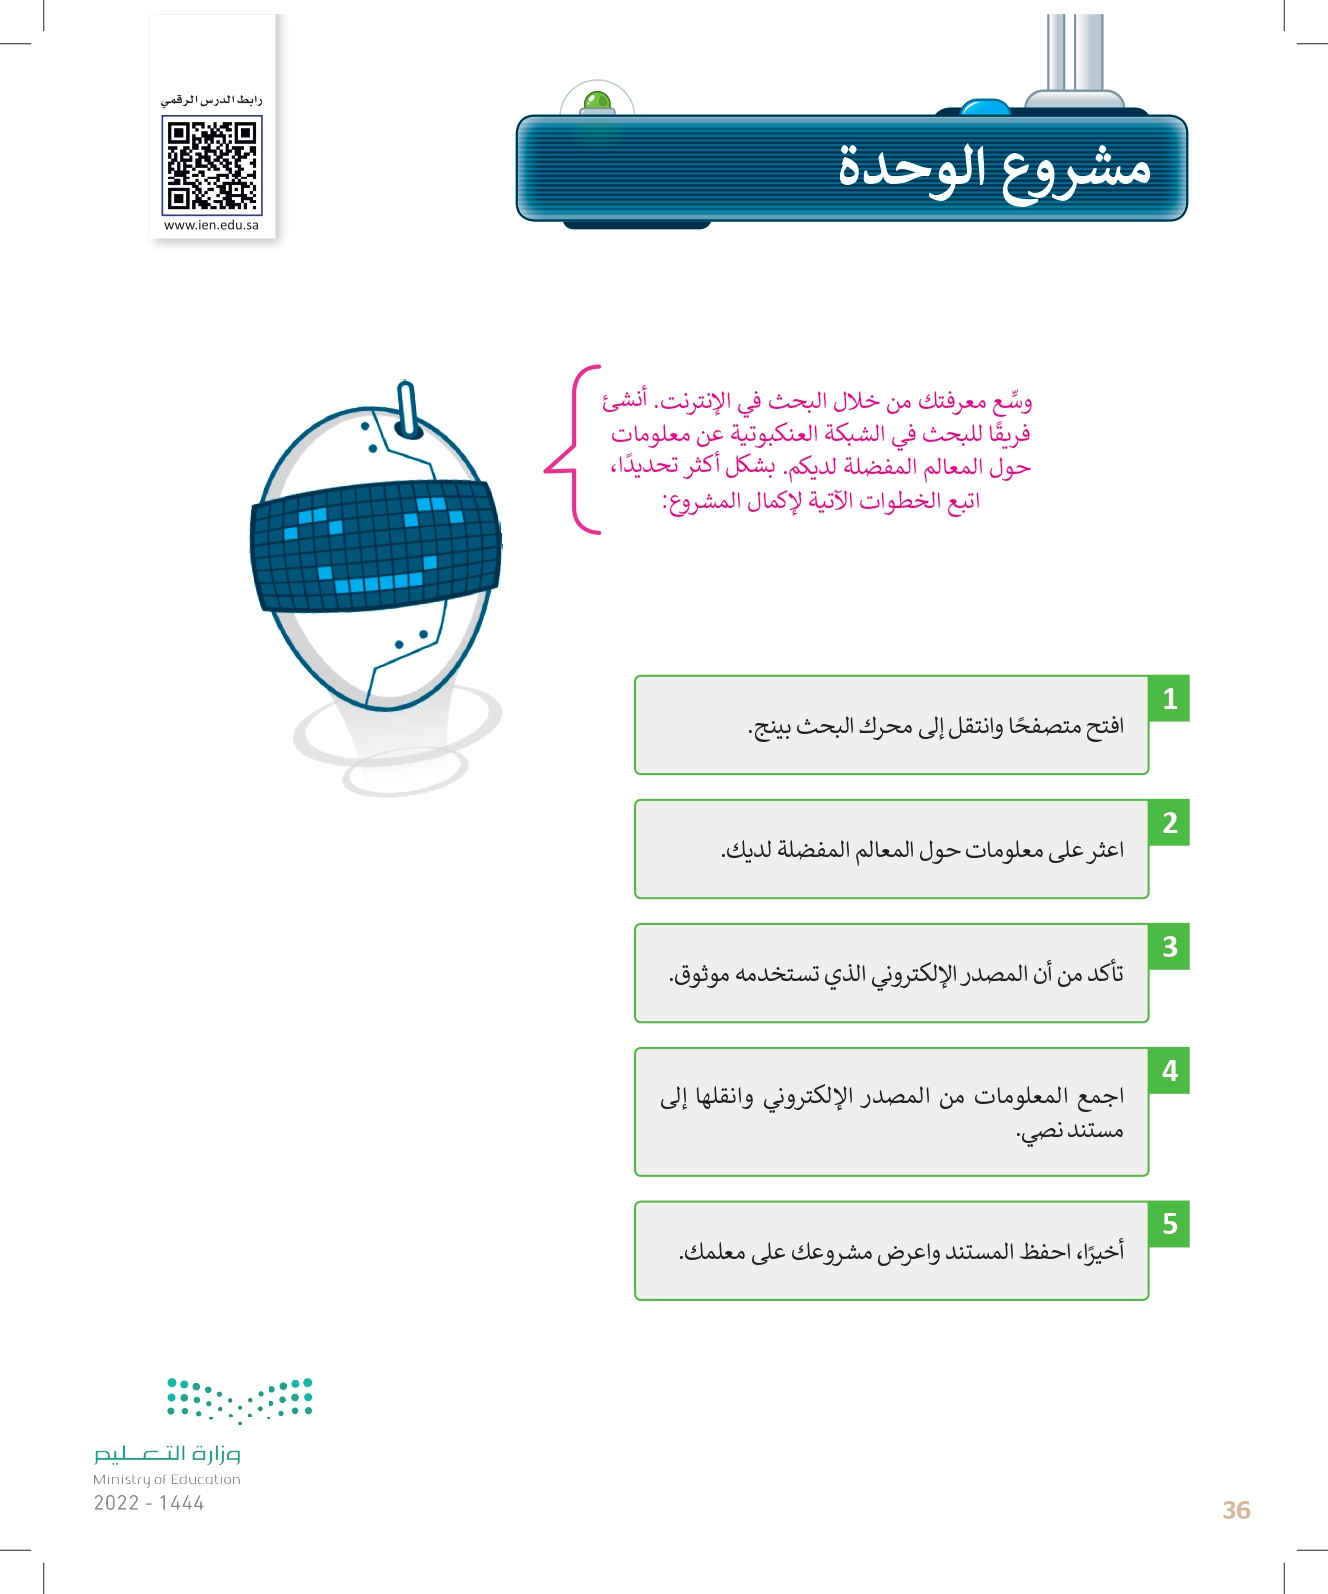 رابط الدرس الرقمي
www.ien.edu.sa
مشروع الوحدة
وسِّع معرفتك من خلال البحث في الإنترنت. أنشئ
فريقًا للبحث في الشبكة العنكبوتية عن معلومات
حول المعالم المفضلة لديكم. بشكل أكثر تحديدًا،
اتبع الخطوات الآتية لإكمال المشروع:
1
افتح متصفحًا وانتقل إلى محرك البحث بينج.
2
اعثر على معلومات حول المعالم المفضلة لديك.
3
تأكد من أن المصدر الإلكتروني الذي تستخدمه موثوق.
4
اجمع المعلومات من المصدر الإلكتروني وانقلها إلى
مستند نصي.
5
أخيرًا، احفظ المستند واعرض مشروعك على معلمك.
وزارة التعليم
Ministry of Education
2022 - 1444
36